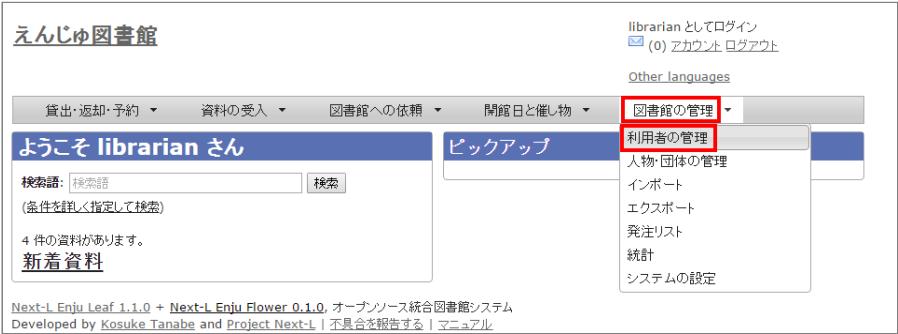 えんじゅ図書館
librarian としてログイン
(0) アカウント ログアウト
Other languages
貸出・返却・予約 ▼ 資料の受入 ▼ 図書館への依頼 ▼ 開館日と催し物 ▼ 図書館の管理 ▼
ようこそ librarian さん
検索語: 検索語 検索
(条件を詳しく指定して検索)
4 件の資料があります。
新着資料
ピックアップ
利用者の管理
人物・団体の管理
インポート
エクスポート
発注リスト
統計
システムの設定
Next-L Enju Leaf 1.1.0 + Next-L Enju Flower 0.1.0, オープンソース統合図書館システム
Developed by Kosuke Tanabe and Project Next-L | 不具合を報告する | マニュアル